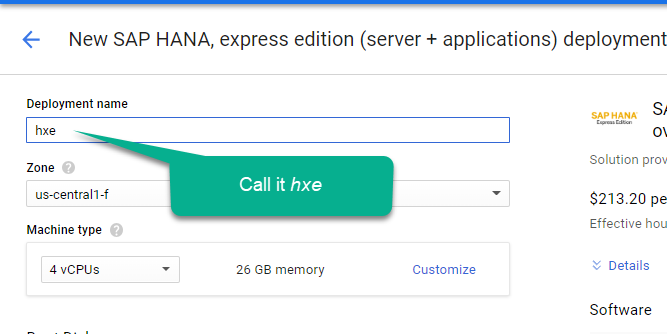 New SAP HANA, express edition (server + applications) deployment
Deployment name
hxe
Zone
us-central1-f
Call it hxe
Machine type
4 vCPUs
26 GB memory
Customize
SAP HANA
Express Edition
SA
ov
Solution prov
$213.20 pe
Effective hou
Details
Software